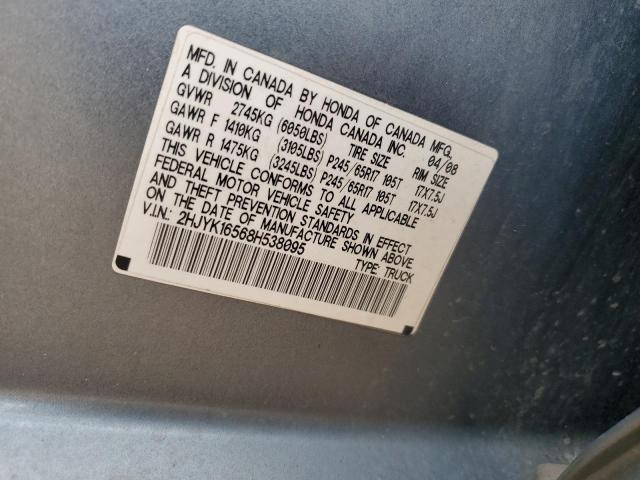 MFD. IN CANADA BY HONDA OF CANADA MFG,
A DIVISION OF HONDA CANADA INC. 04/08
GVWR 2745KG (6050LBS) TIRE SIZE RIM SIZE
GAWR F 1410KG (3105LBS) P245/65R17 105T 17X7.5J
GAWR R 1475KG (3245LBS) P245/65R17 105T 17X7.5J
THIS VEHICLE CONFORMS TO ALL APPLICABLE
FEDERAL MOTOR VEHICLE SAFETY
AND THEFT PREVENTION STANDARDS IN EFFECT
ON THE DATE OF MANUFACTURE SHOWN ABOVE.
V.I.N.: 2HJYK16568H538095 TYPE: TRUCK